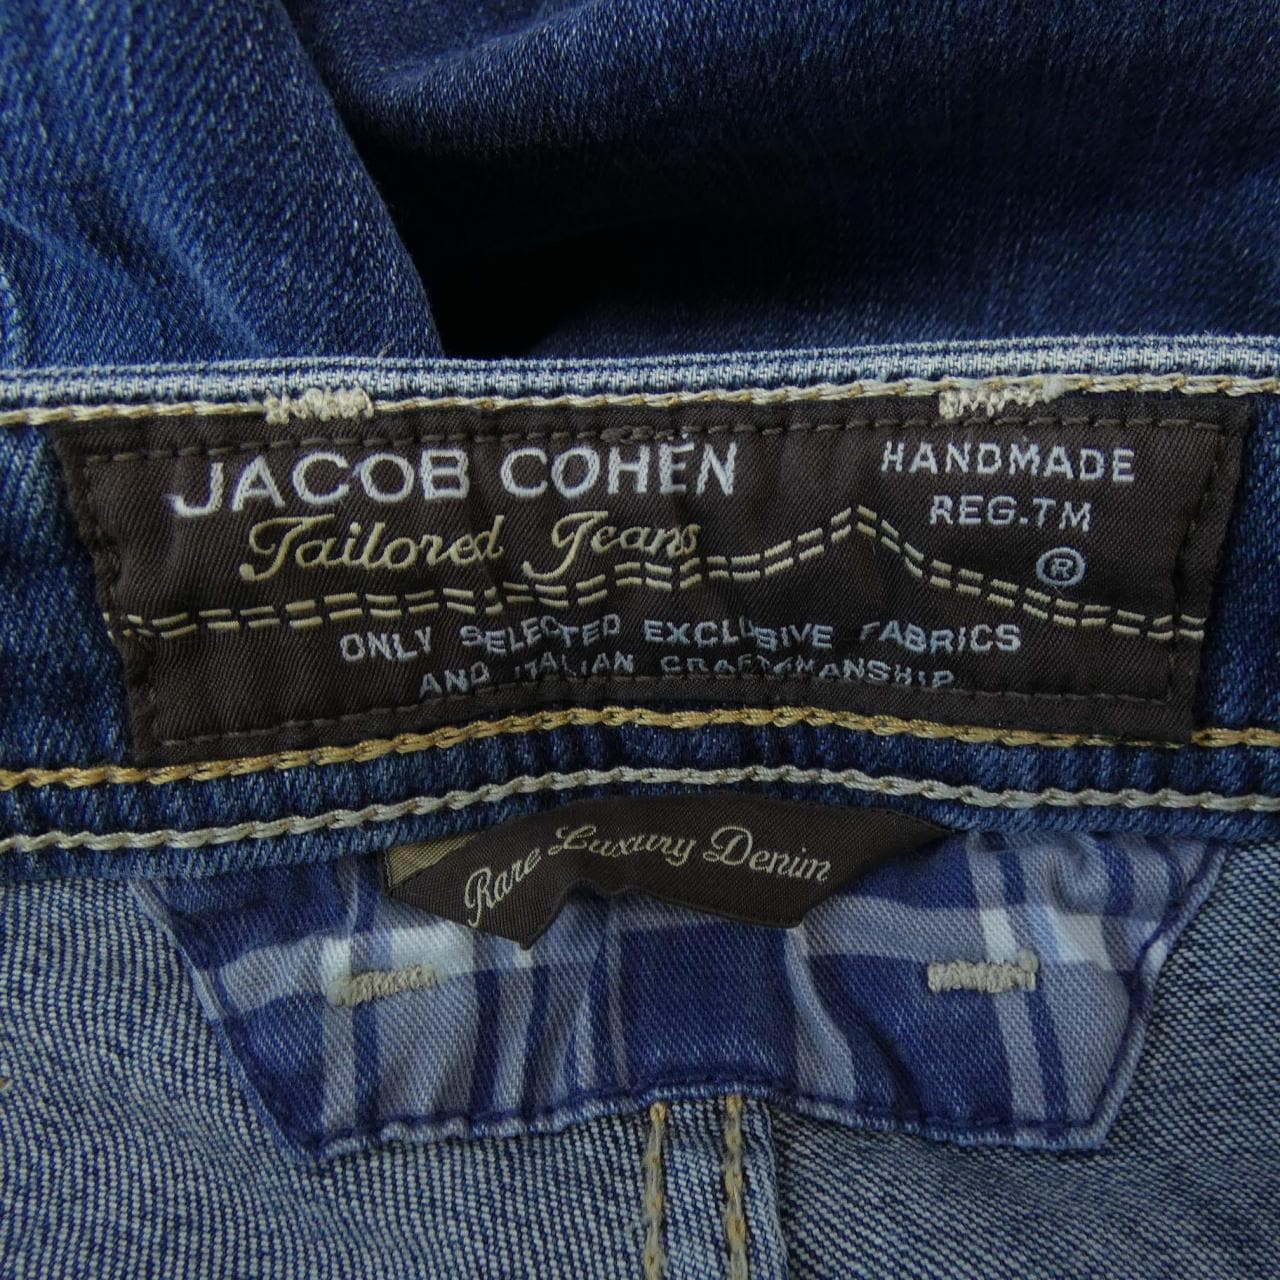 JACOB COHËN
Tailored Jeans
HANDMADE
REG.TM
®
ONLY SELECTED EXCLUSIVE FABRICS
AND ITALIAN CRAFTSMANSHIP
Rare Luxury Denim